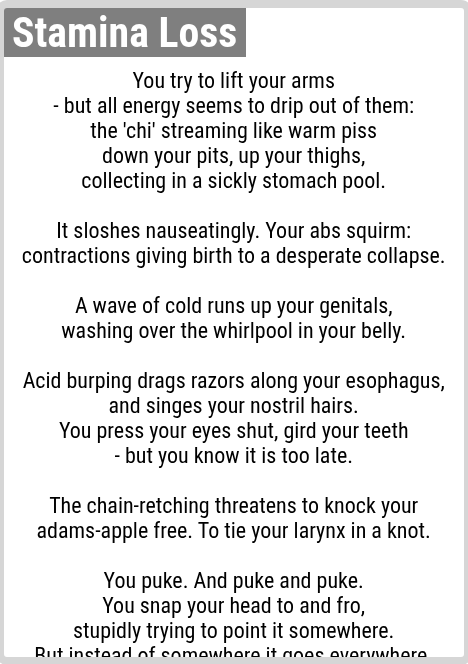 Stamina Loss
You try to lift your arms
- but all energy seems to drip out of them:
the 'chi' streaming like warm piss
down your pits, up your thighs,
collecting in a sickly stomach pool.
It sloshes nauseatingly. Your abs squirm:
contractions giving birth to a desperate collapse.
A wave of cold runs up your genitals,
washing over the whirlpool in your belly.
Acid burping drags razors along your esophagus,
and singes your nostril hairs.
You press your eyes shut, gird your teeth
- but you know it is too late.
The chain-retching threatens to knock your
adams-apple free. To tie your larynx in a knot.
You puke. And puke and puke.
You snap your head to and fro,
stupidly trying to point it somewhere.
But instead of somewhere it goes everywhere